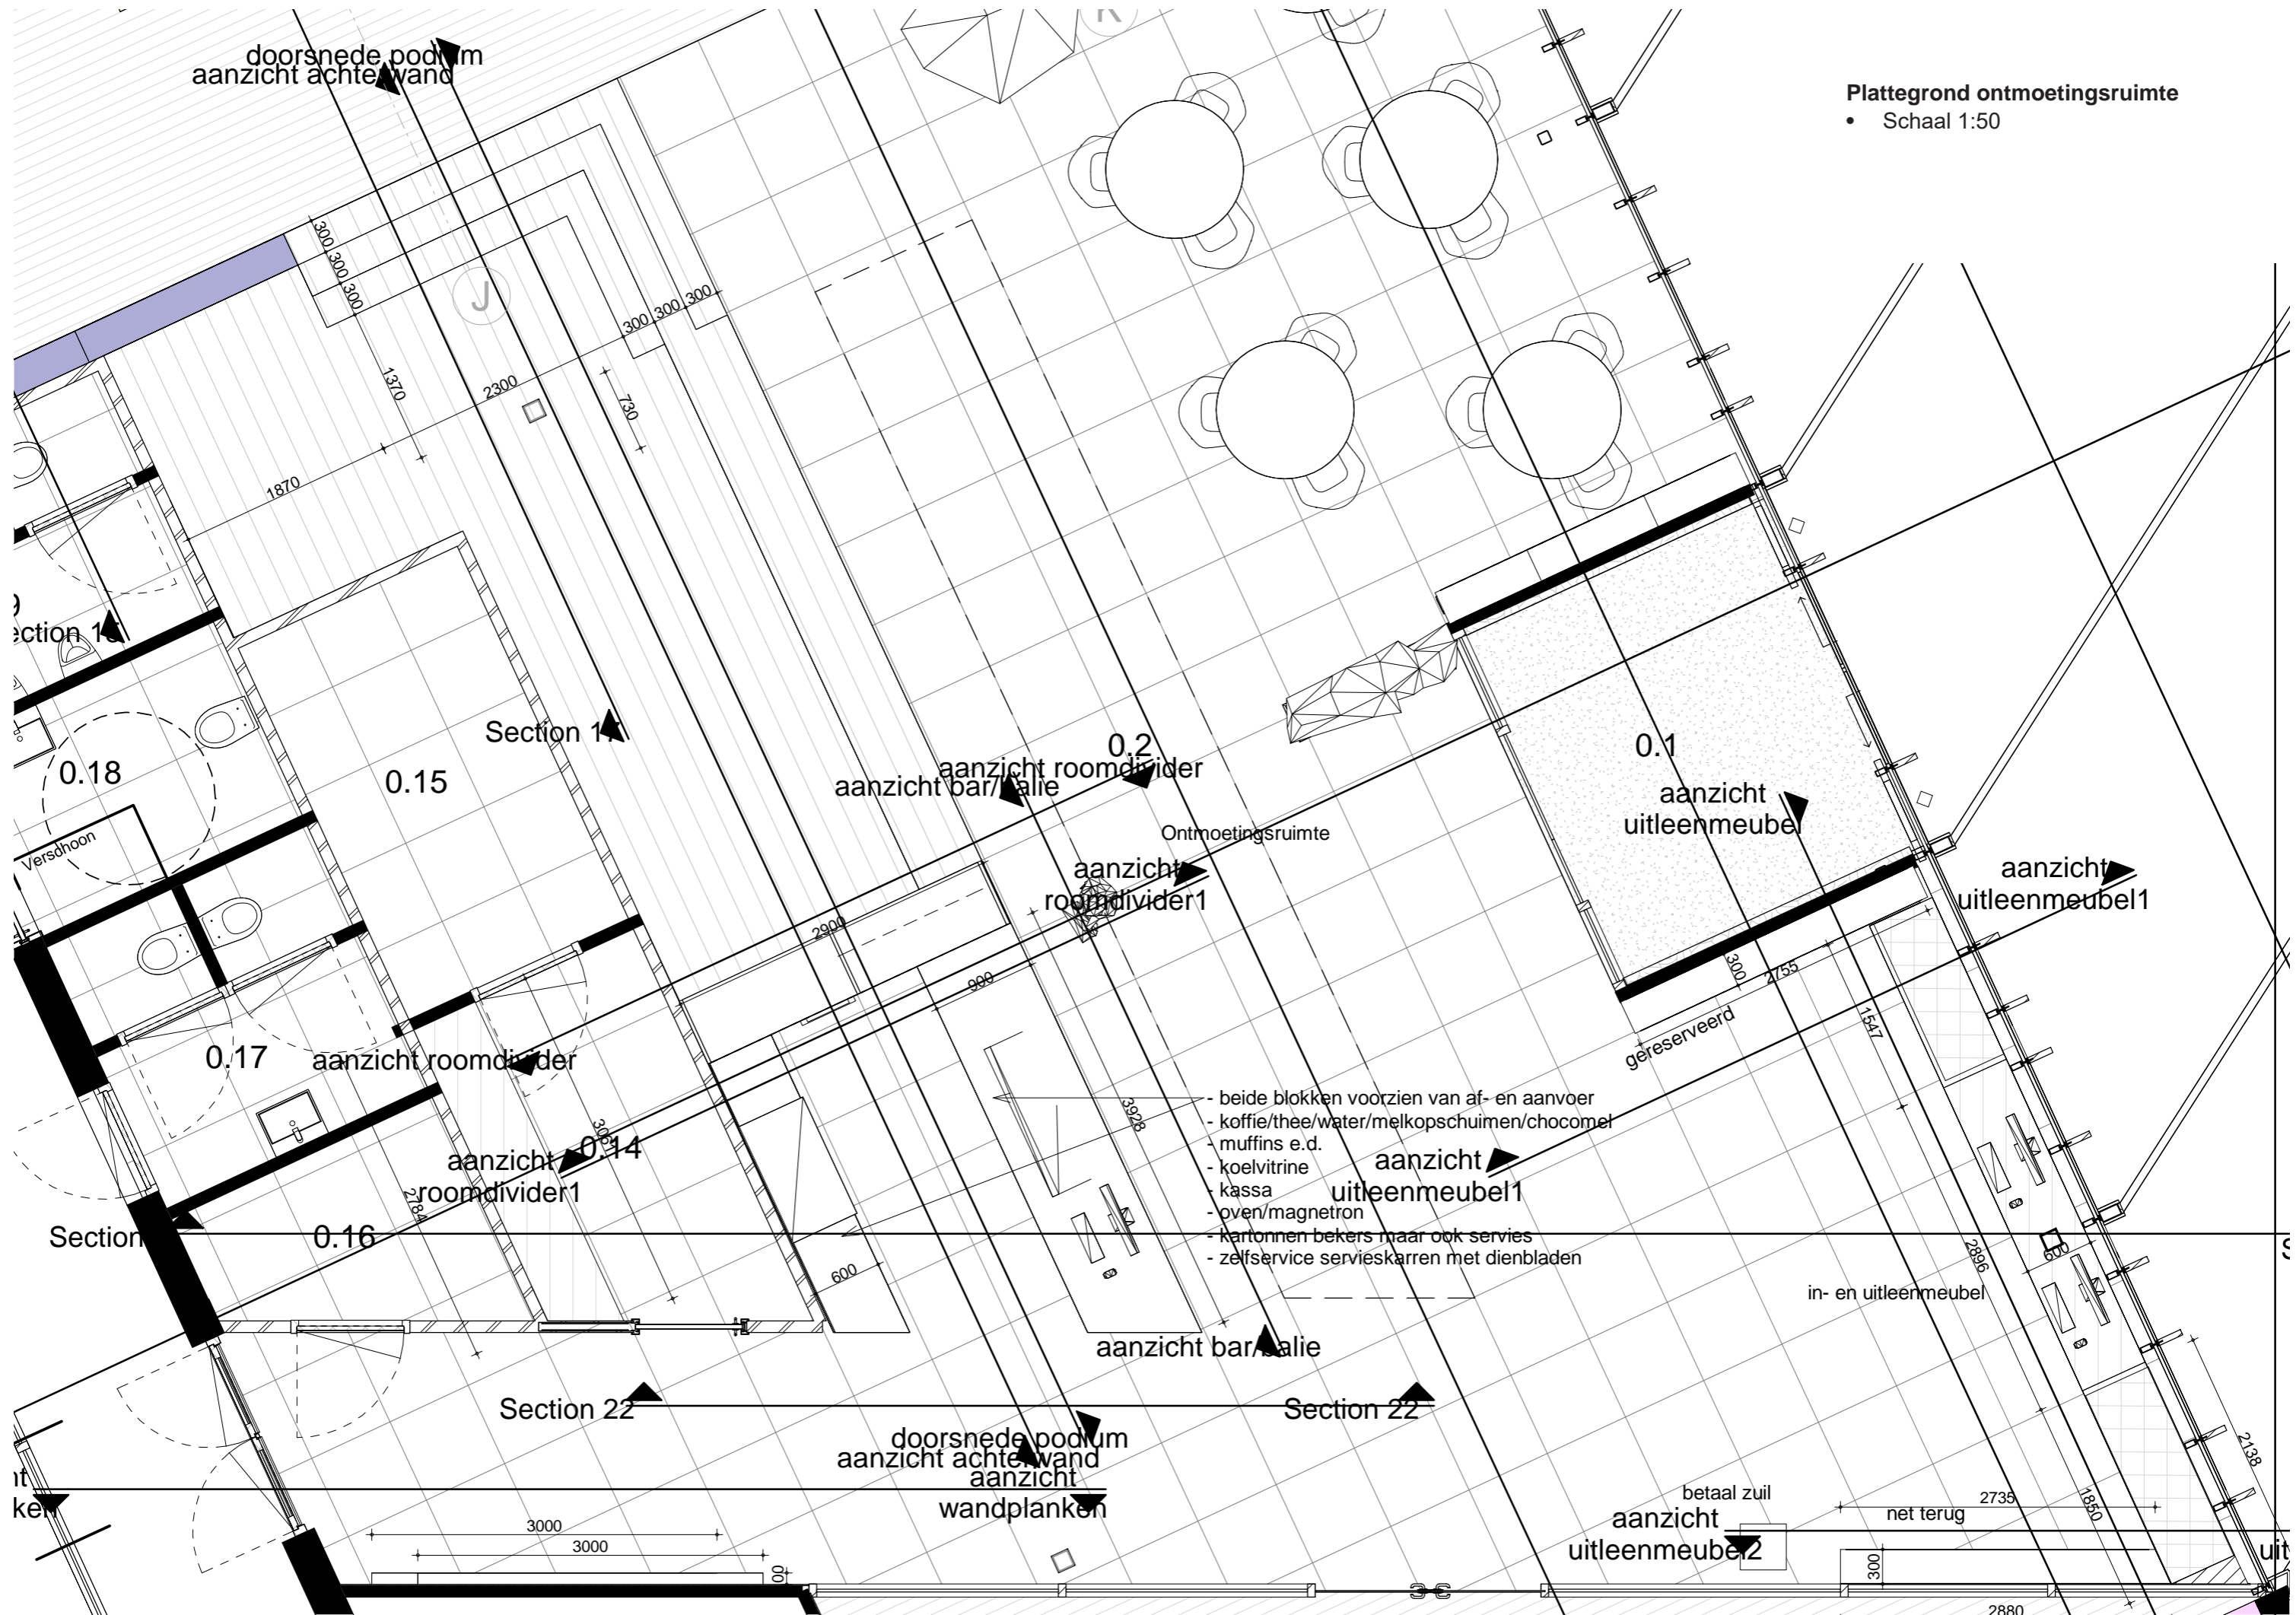 doorsnede podium
aanzicht achterwand
K
Plattegrond ontmoetingsruimte
• Schaal 1:50
300
300
300
J
300
300
300
1370
2300
730
1870
Section 17
0.18
0.15
Verschoon
0.2
aanzicht roomdivider
aanzicht bar/balie
Ontmoetingsruimte
aanzicht
roomdivider1
0.1
aanzicht
uitleenmeubel
aanzicht
uitleenmeubel1
2900
900
300
2755
1547
gereserveerd
0.17
aanzicht roomdivider
3928
- beide blokken voorzien van af- en aanvoer
- koffie/thee/water/melkopschuimen/chocomel
- muffins e.d.
- koelvitrine
- kassa
- oven/magnetron
- kartonnen bekers maar ook servies
- zelfservice servieskarren met dienbladen
0.14
aanzicht
roomdivider1
aanzicht
uitleenmeubel1
2784
Section
0.16
600
2896
600
in- en uitleenmeubel
aanzicht bar/balie
Section 22
Section 22
doorsnede podium
aanzicht achterwand
aanzicht
wandplanken
2138
betaal zuil
aanzicht
uitleenmeubel2
2735
net terug
1850
3000
3000
300
2880